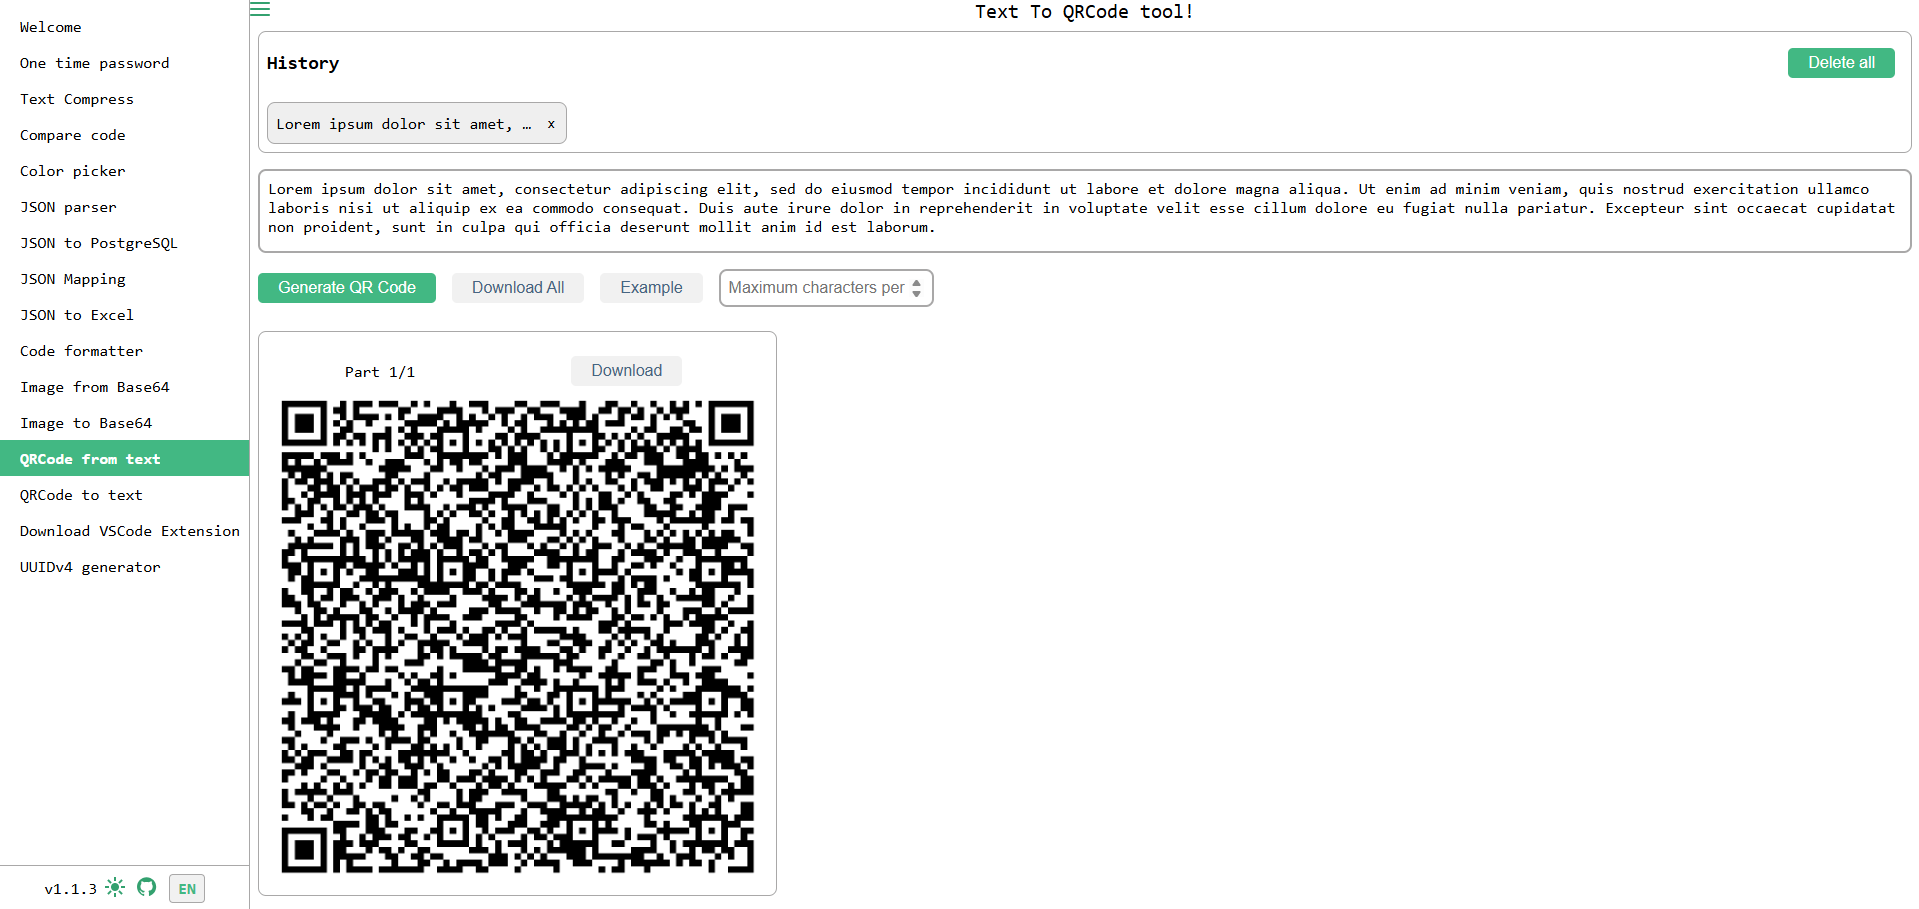 Welcome
One time password
Text Compress
Compare code
Color picker
JSON parser
JSON to PostgreSQL
JSON Mapping
JSON to Excel
Code formatter
Image from Base64
Image to Base64
QRCode from text
QRCode to text
Download VSCode Extension
UUIDv4 generator
v1.1.3 EN
Text To QRCode tool!
History
Delete all
Lorem ipsum dolor sit amet, … x
Lorem ipsum dolor sit amet, consectetur adipiscing elit, sed do eiusmod tempor incididunt ut labore et dolore magna aliqua. Ut enim ad minim veniam, quis nostrud exercitation ullamco
laboris nisi ut aliquip ex ea commodo consequat. Duis aute irure dolor in reprehenderit in voluptate velit esse cillum dolore eu fugiat nulla pariatur. Excepteur sint occaecat cupidatat
non proident, sunt in culpa qui officia deserunt mollit anim id est laborum.
Generate QR Code Download All Example Maximum characters per
Part 1/1 Download